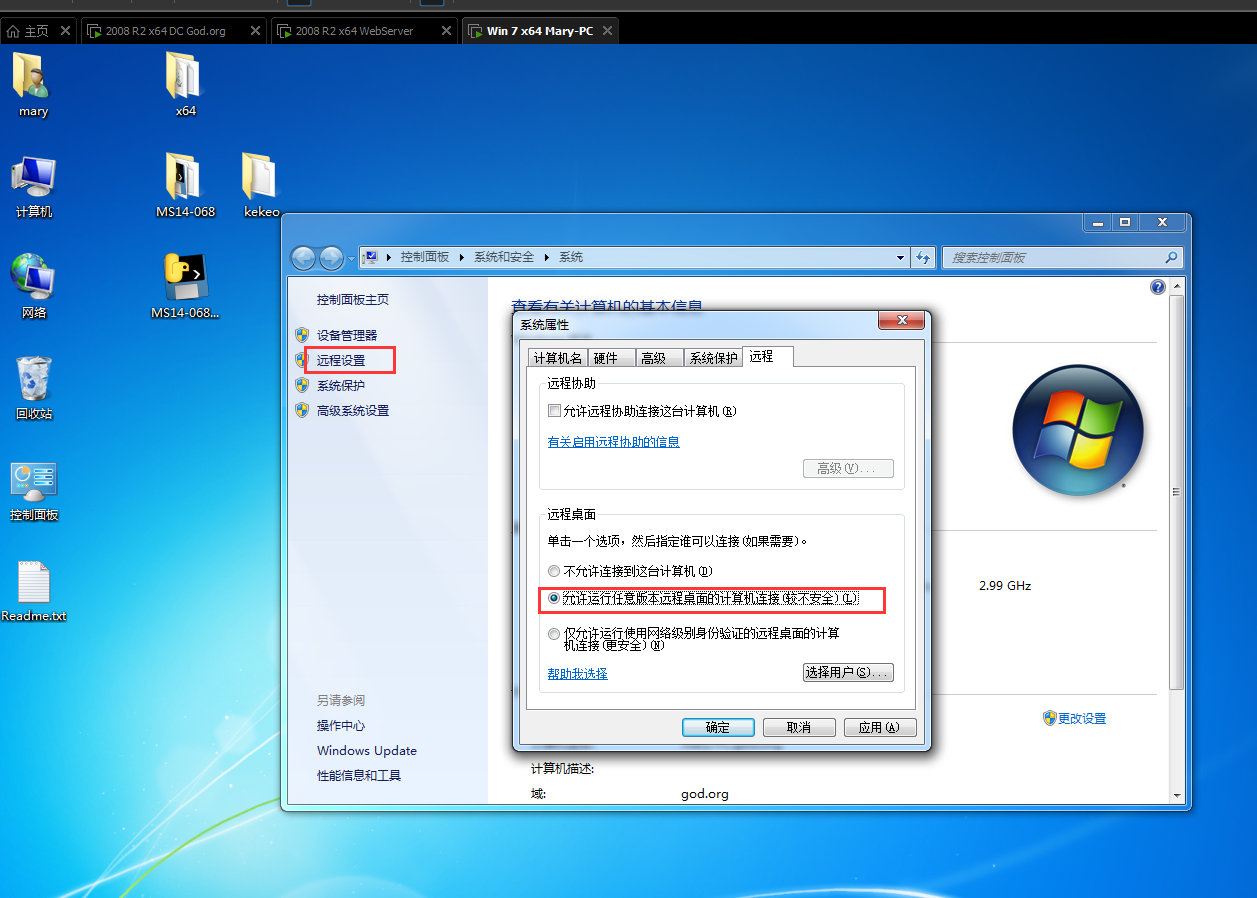 主页
2008 R2 x64 DC God.org
2008 R2 x64 WebServer
Win 7 x64 Mary-PC
mary
x64
计算机
MS14-068
kekeo
网络
MS14-068...
回收站
控制面板
Readme.txt
控制面板
系统和安全
系统
搜索控制面板
控制面板主页
设备管理器
远程设置
系统保护
高级系统设置
另请参阅
操作中心
Windows Update
性能信息和工具
查看有关计算机的基本信息
系统属性
计算机名
硬件
高级
系统保护
远程
远程协助
允许远程协助连接这台计算机(R)
有关启用远程协助的信息
高级(V)...
远程桌面
单击一个选项，然后指定谁可以连接(如果需要)。
不允许连接到这台计算机(D)
允许运行任意版本远程桌面的计算机连接(较不安全)(L)
仅允许运行使用网络级别身份验证的远程桌面的计算
机连接(更安全)(N)
帮助我选择
选择用户(S)...
确定
取消
应用(A)
2.99 GHz
更改设置
计算机描述:
域:
god.org